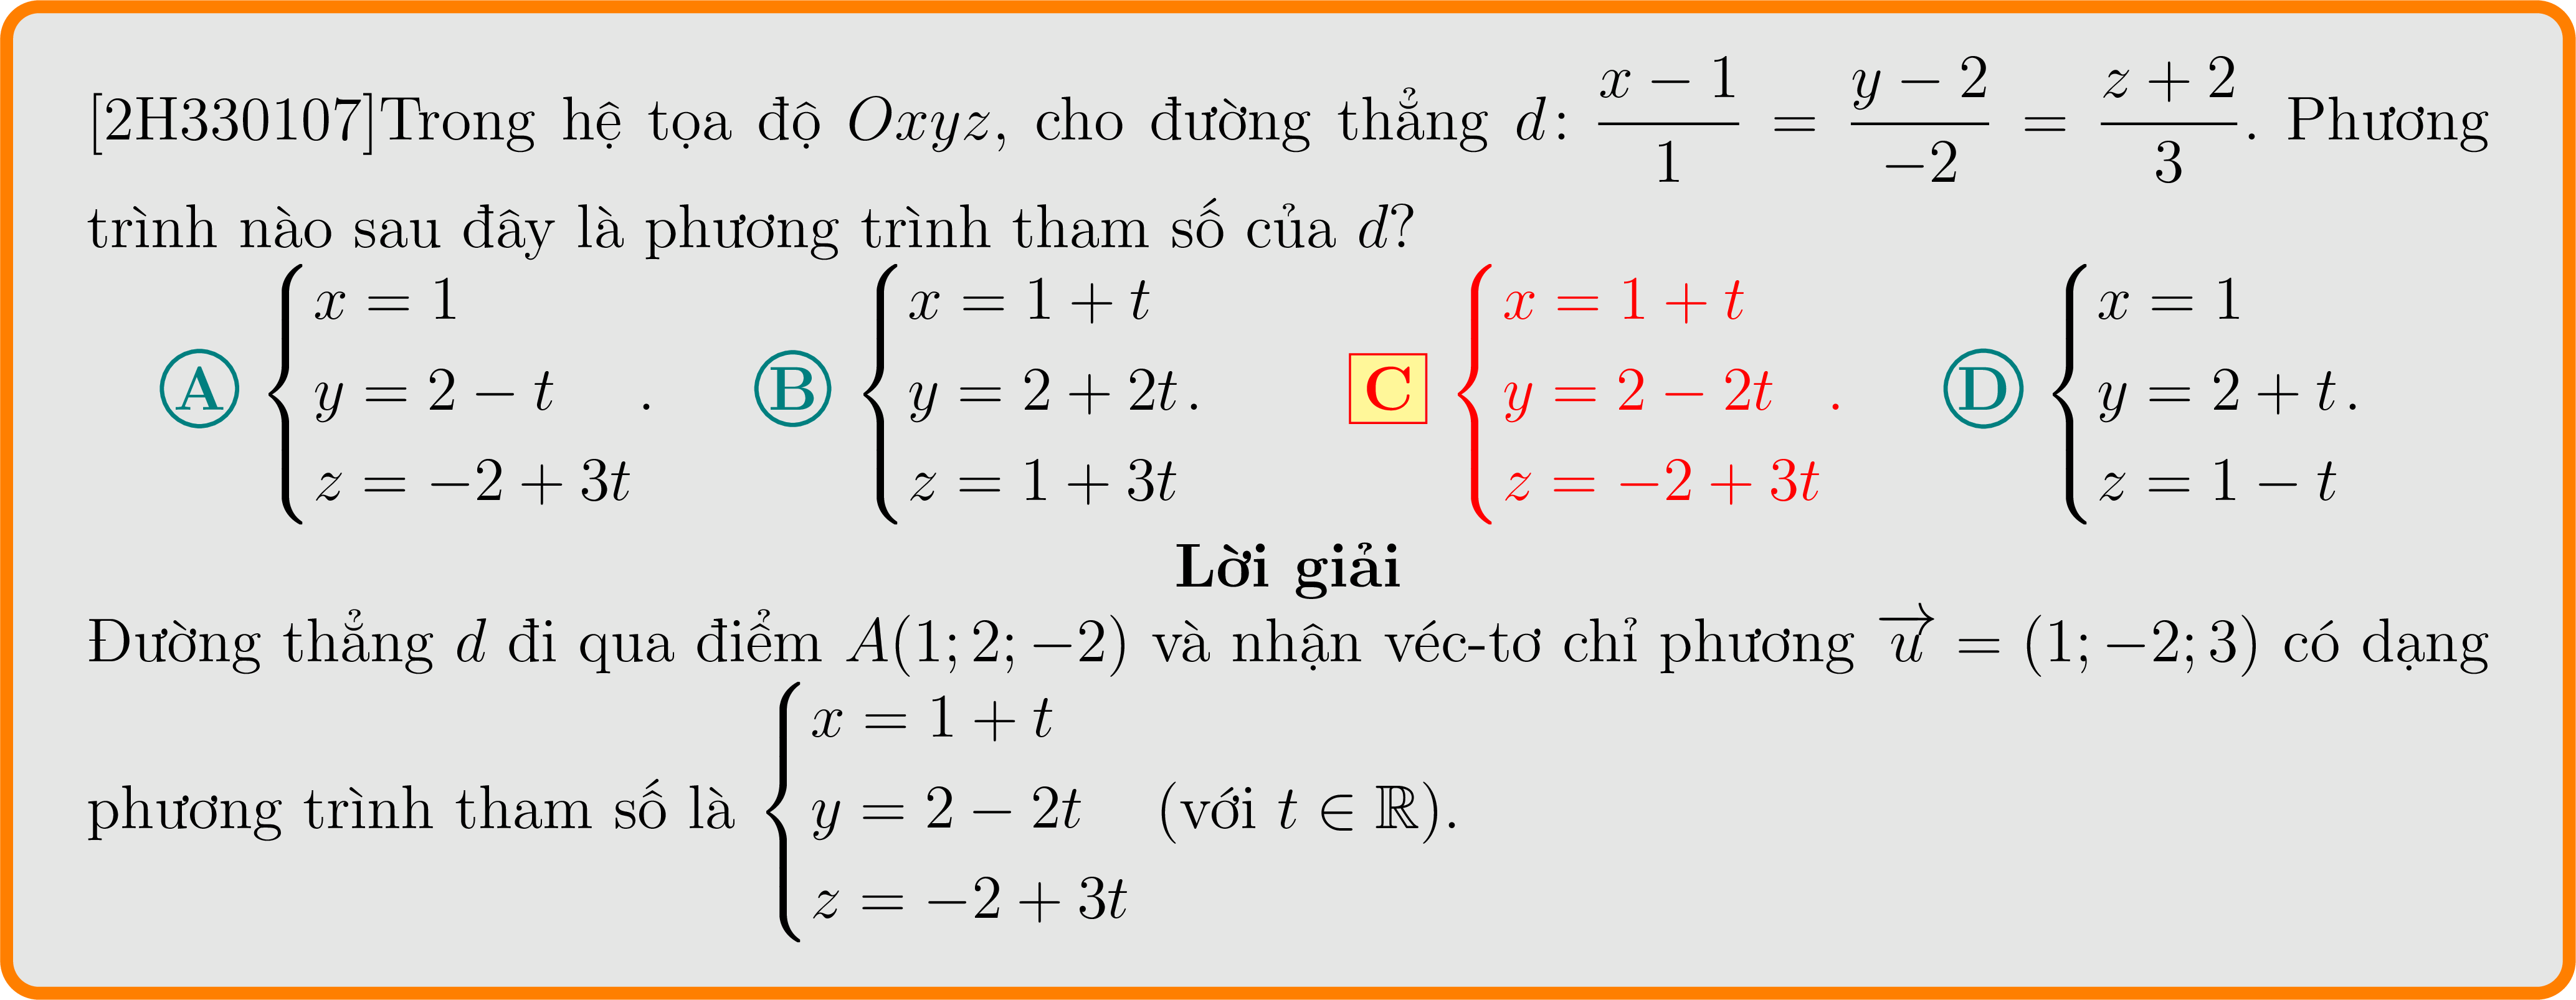 [2H330107]Trong hệ tọa độ Oxyz, cho đường thẳng d: \frac{x − 1}{1} = \frac{y − 2}{−2} = \frac{z + 2}{3}. Phương
trình nào sau đây là phương trình tham số của d?
A \begin{cases} x = 1 \\ y = 2 − t \\ z = −2 + 3t \end{cases}. B \begin{cases} x = 1 + t \\ y = 2 + 2t \\ z = 1 + 3t \end{cases}. C \begin{cases} x = 1 + t \\ y = 2 − 2t \\ z = −2 + 3t \end{cases}. D \begin{cases} x = 1 \\ y = 2 + t \\ z = 1 − t \end{cases}.
Lời giải
Đường thẳng d đi qua điểm A(1; 2; −2) và nhận véc-tơ chỉ phương \overrightarrow{u} = (1; −2; 3) có dạng
phương trình tham số là \begin{cases} x = 1 + t \\ y = 2 − 2t \\ z = −2 + 3t \end{cases} (với t ∈ ℝ).